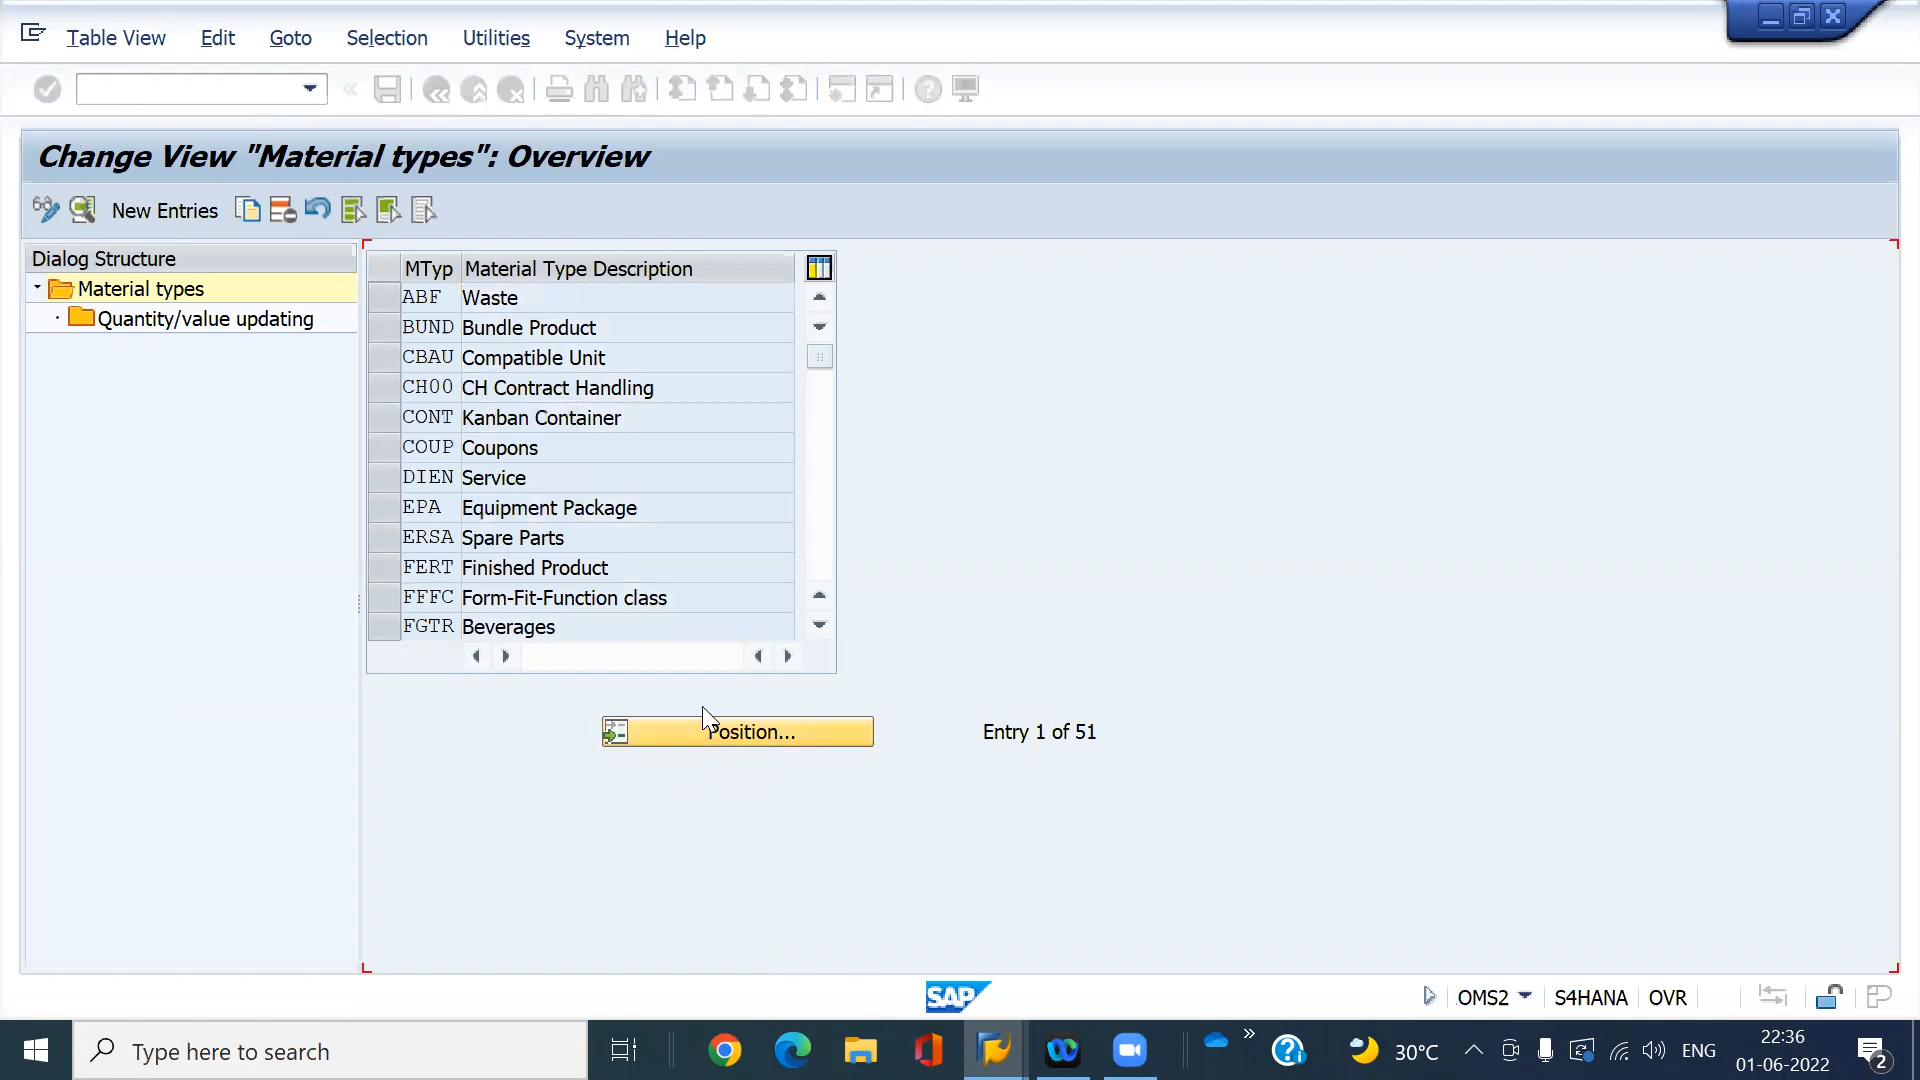 Table View Edit Goto Selection Utilities System Help
Change View "Material types": Overview
New Entries
Dialog Structure
Material types
Quantity/value updating
MTyp Material Type Description
ABF Waste
BUND Bundle Product
CBAU Compatible Unit
CH00 CH Contract Handling
CONT Kanban Container
COUP Coupons
DIEN Service
EPA Equipment Package
ERSA Spare Parts
FERT Finished Product
FFFC Form-Fit-Function class
FGTR Beverages
Position...
Entry 1 of 51
SAP
OMS2 S4HANA OVR
Type here to search
30°C
ENG
22:36
01-06-2022
2